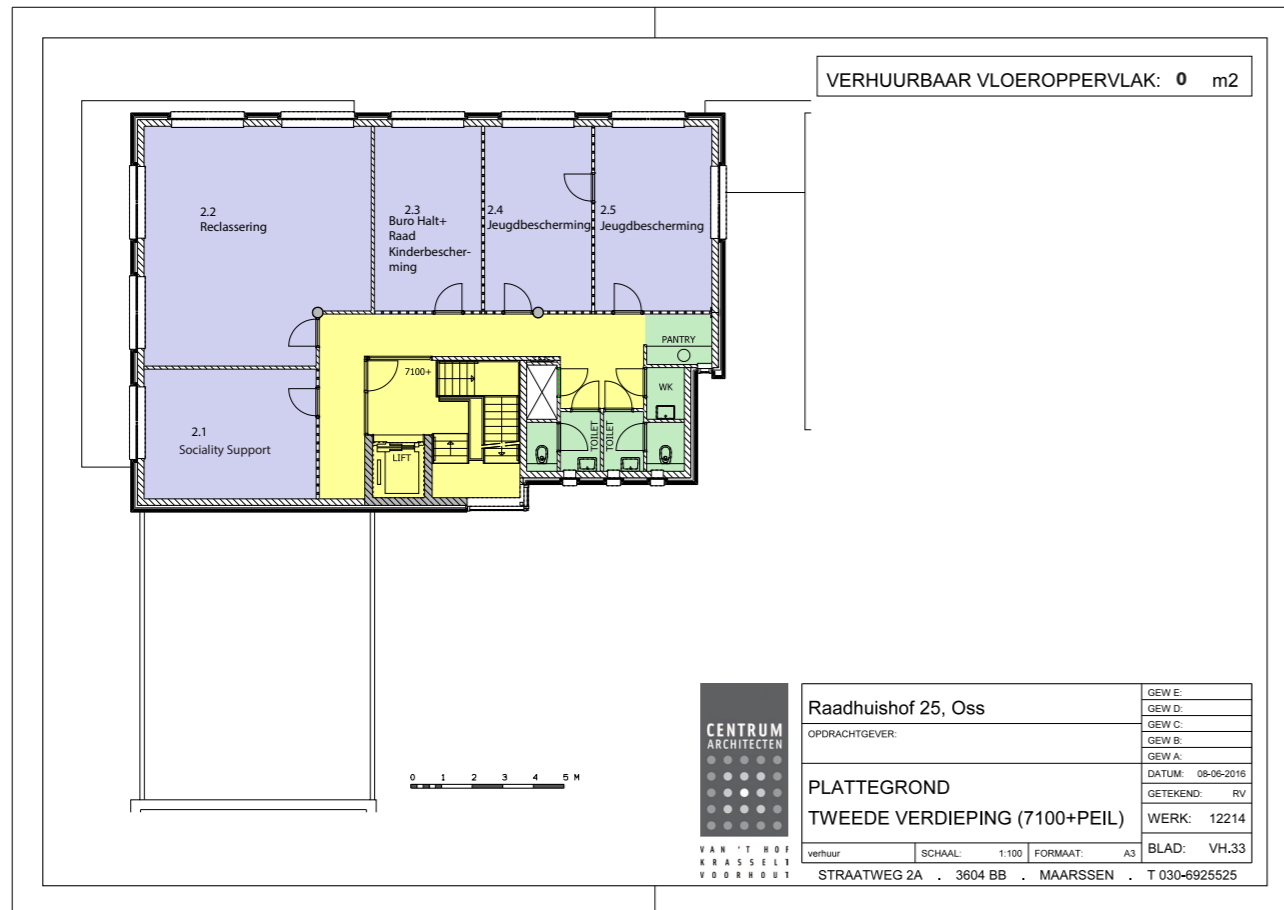 VERHUURBAAR VLOEROPPERVLAK: 0 m2
2.2
Reclassering
2.3
Buro Halt+
Raad
Kinderbescher-
ming
2.4
Jeugdbescherming
2.5
Jeugdbescherming
PANTRY
7100+
WK
2.1
Sociality Support
LIFT
TOILET
TOILET
0 1 2 3 4 5 M
CENTRUM
ARCHITECTEN
VAN 'T HOF
KRASSELT
VOORHOUT
Raadhuishof 25, Oss
OPDRACHTGEVER:
PLATTEGROND
TWEEDE VERDIEPING (7100+PEIL)
verhuur SCHAAL: 1:100 FORMAAT: A3
GEW E:
GEW D:
GEW C:
GEW B:
GEW A:
DATUM: 08-06-2016
GETEKEND: RV
WERK: 12214
BLAD: VH.33
STRAATWEG 2A . 3604 BB . MAARSSEN . T 030-6925525